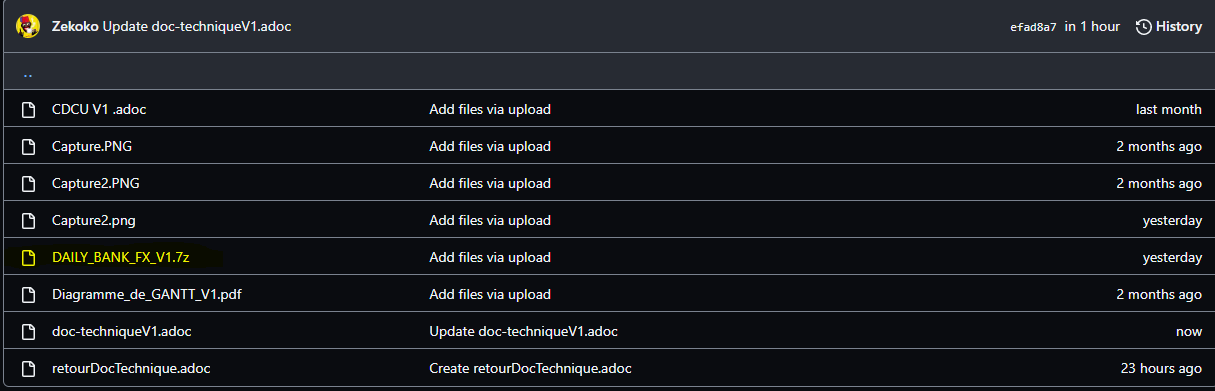 Zekoko Update doc-techniqueV1.adoc efad8a7 in 1 hour History
..
CDCU V1 .adoc Add files via upload last month
Capture.PNG Add files via upload 2 months ago
Capture2.PNG Add files via upload 2 months ago
Capture2.png Add files via upload yesterday
DAILY_BANK_FX_V1.7z Add files via upload yesterday
Diagramme_de_GANTT_V1.pdf Add files via upload 2 months ago
doc-techniqueV1.adoc Update doc-techniqueV1.adoc now
retourDocTechnique.adoc Create retourDocTechnique.adoc 23 hours ago